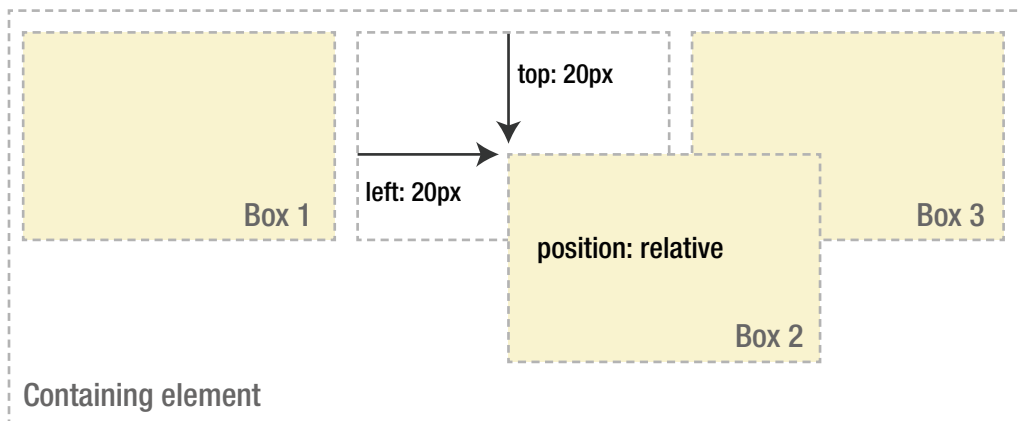 top: 20px
left: 20px
Box 1
Box 3
position: relative
Box 2
Containing element